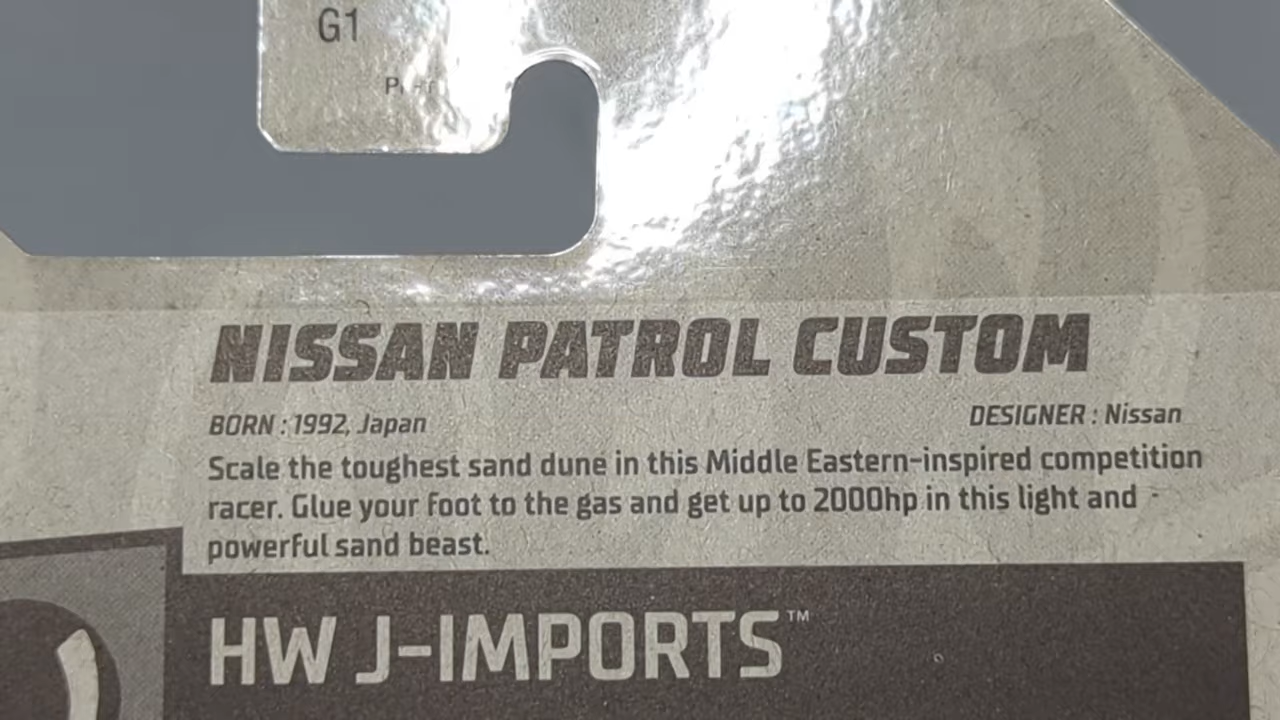 G1
NISSAN PATROL CUSTOM
BORN : 1992, Japan
DESIGNER : Nissan
Scale the toughest sand dune in this Middle Eastern-inspired competition
racer. Glue your foot to the gas and get up to 2000hp in this light and
powerful sand beast.
HW J-IMPORTS™